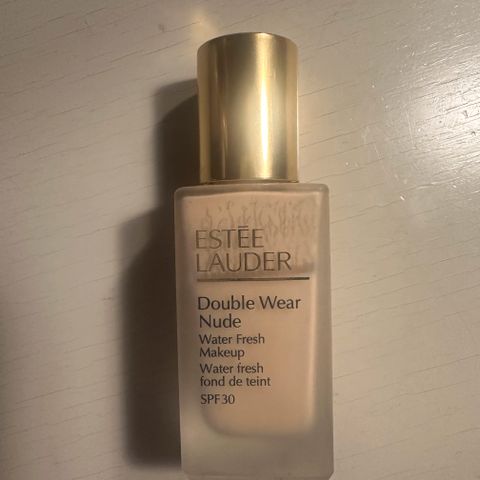 ESTĒE
LAUDER
Double Wear
Nude
Water Fresh
Makeup
Water fresh
fond de teint
SPF30